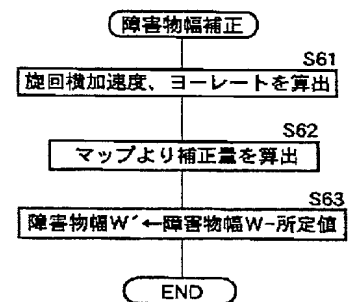 障害物幅補正
S61
旋回横加速度、ヨーレートを算出
S62
マップより補正量を算出
S63
障害物幅W´←障害物幅W-所定値
END